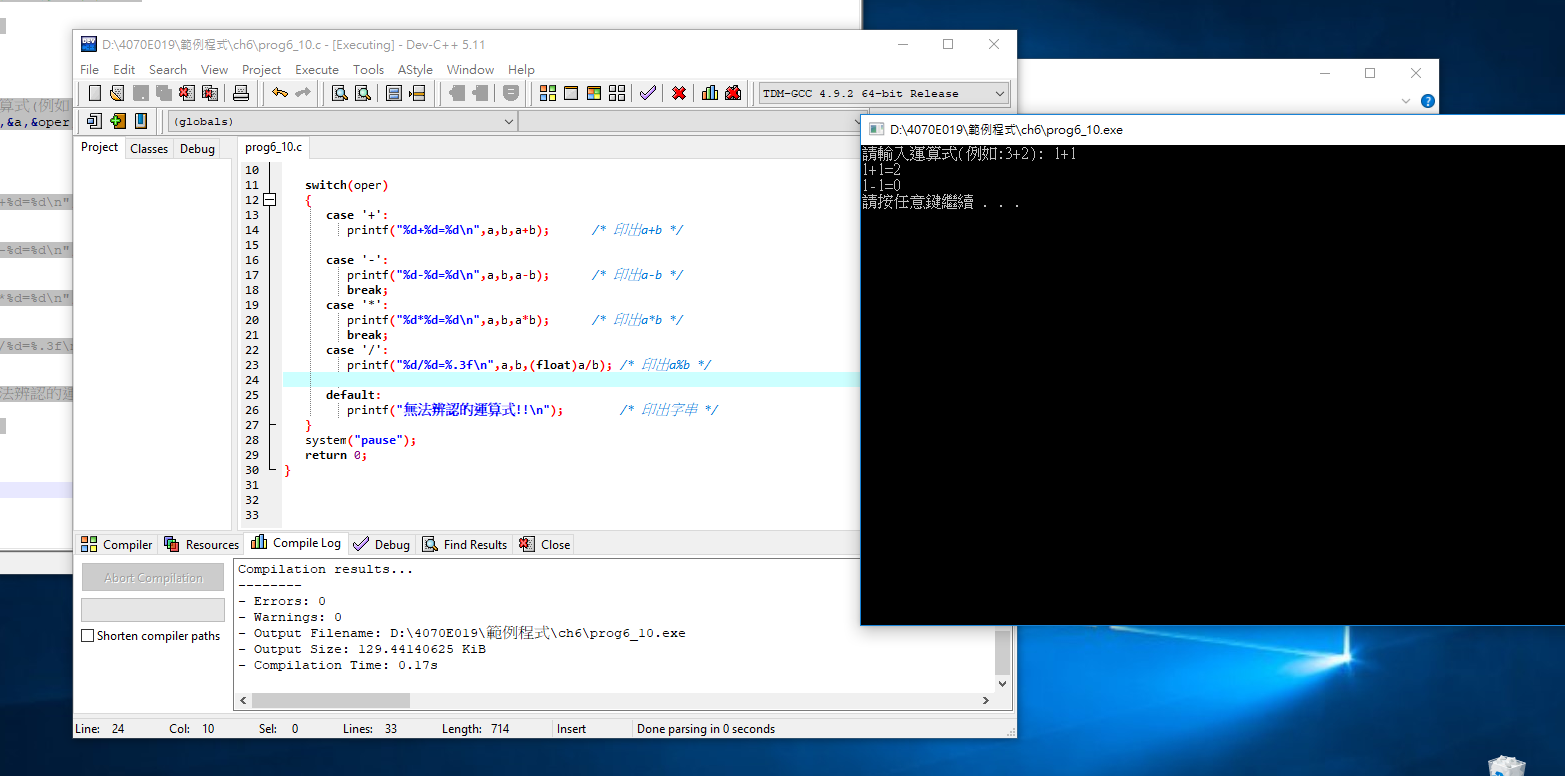 算式(例如
,&a,&oper
+%d=%d\n"
-%d=%d\n"
*%d=%d\n"
/%d=%.3f\n
法辨認的運
D:\4070E019\範例程式\ch6\prog6_10.c - [Executing] - Dev-C++ 5.11
File Edit Search View Project Execute Tools AStyle Window Help
TDM-GCC 4.9.2 64-bit Release
(globals)
Project Classes Debug
prog6_10.c
10
11 switch(oper)
12 {
13 case '+':
14 printf("%d+%d=%d\n",a,b,a+b); /* 印出a+b */
15
16 case '-':
17 printf("%d-%d=%d\n",a,b,a-b); /* 印出a-b */
18 break;
19 case '*':
20 printf("%d*%d=%d\n",a,b,a*b); /* 印出a*b */
21 break;
22 case '/':
23 printf("%d/%d=%.3f\n",a,b,(float)a/b); /* 印出a%b */
24
25 default:
26 printf("無法辨認的運算式!!\n"); /* 印出字串 */
27 }
28 system("pause");
29 return 0;
30 }
31
32
33
Compiler Resources Compile Log Debug Find Results Close
Abort Compilation
Shorten compiler paths
Compilation results...
--------
- Errors: 0
- Warnings: 0
- Output Filename: D:\4070E019\範例程式\ch6\prog6_10.exe
- Output Size: 129.44140625 KiB
- Compilation Time: 0.17s
Line: 24 Col: 10 Sel: 0 Lines: 33 Length: 714 Insert Done parsing in 0 seconds
D:\4070E019\範例程式\ch6\prog6_10.exe
請輸入運算式(例如:3+2): 1+1
1+1=2
1-1=0
請按任意鍵繼續 . . .